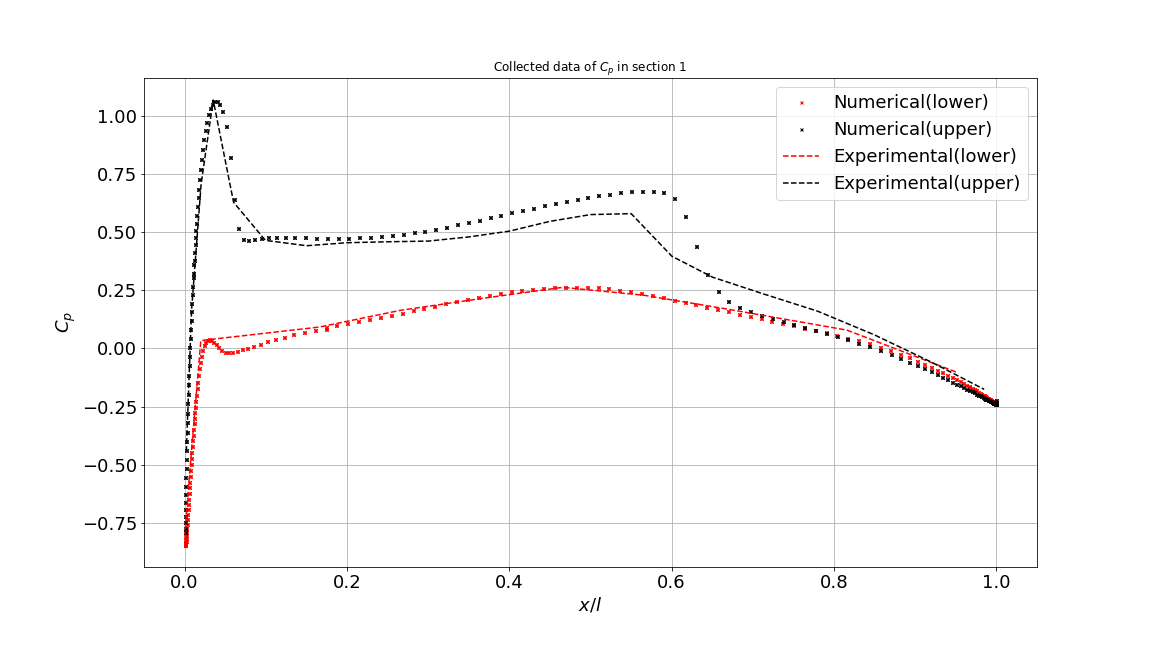 Collected data of $C_p$ in section 1
Numerical(lower)
Numerical(upper)
Experimental(lower)
Experimental(upper)
$C_p$
1.00
0.75
0.50
0.25
0.00
−0.25
−0.50
−0.75
0.0 0.2 0.4 0.6 0.8 1.0
x/l